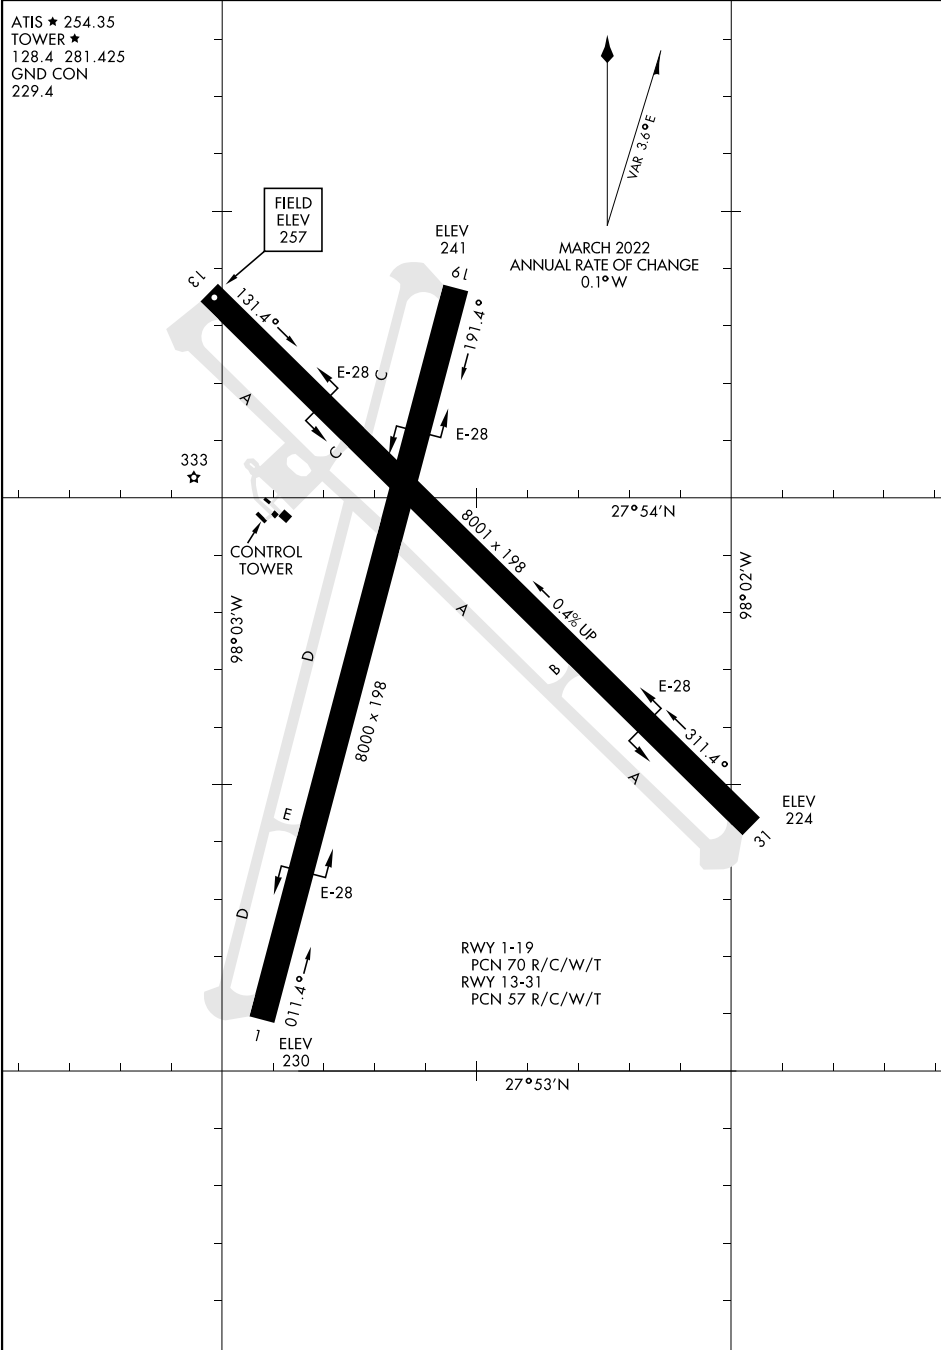 ATIS ★ 254.35
TOWER ★
128.4 281.425
GND CON
229.4
VAR 3.6°E
MARCH 2022
ANNUAL RATE OF CHANGE
0.1°W
FIELD
ELEV
257
ELEV
241
19
13
131.4°
191.4°
E-28
C
A
C
E-28
333
27°54'N
CONTROL
TOWER
8001 x 198
98°03'W
98°02'W
0.4% UP
A
B
D
E-28
8000 x 198
311.4°
A
ELEV
224
31
E
E-28
D
RWY 1-19
PCN 70 R/C/W/T
RWY 13-31
PCN 57 R/C/W/T
011.4°
1
ELEV
230
27°53'N